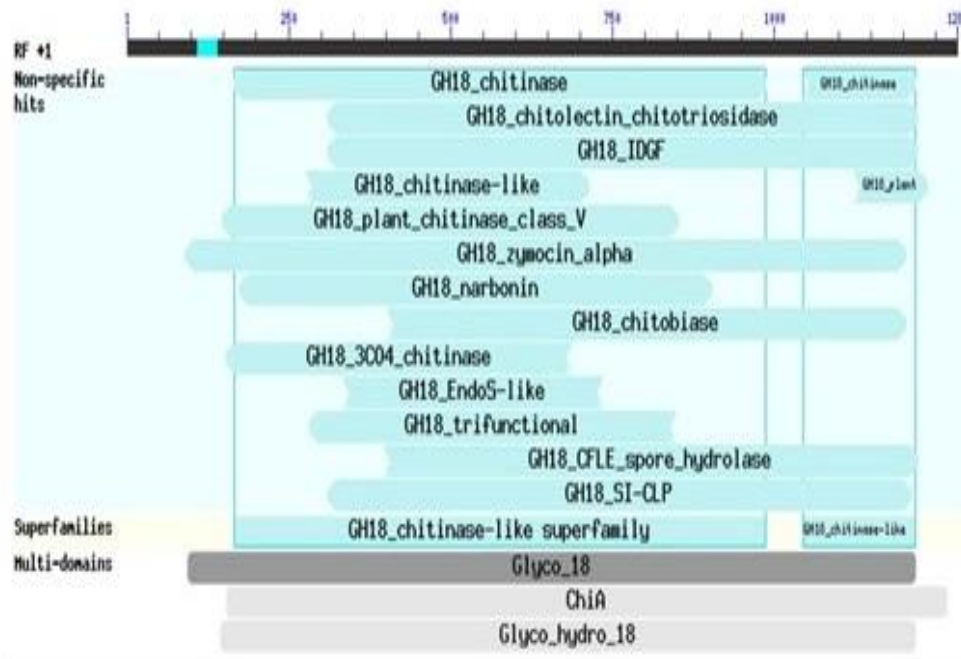 1 250 500 750 1000 120
RF +1
Non-specific
hits
GH18_chitinase GH18_chitinase
GH18_chitolectin_chitotriosidase
GH18_IDGF
GH18_chitinase-like GH18_plant
GH18_plant_chitinase_class_V
GH18_zymocin_alpha
GH18_narbonin
GH18_chitobiase
GH18_3CO4_chitinase
GH18_EndoS-like
GH18_trifunctional
GH18_CFLE_spore_hydrolase
GH18_SI-CLP
Superfamilies GH18_chitinase-like superfamily GH18_chitinase-like
Multi-domains Glyco_18
ChiA
Glyco_hydro_18